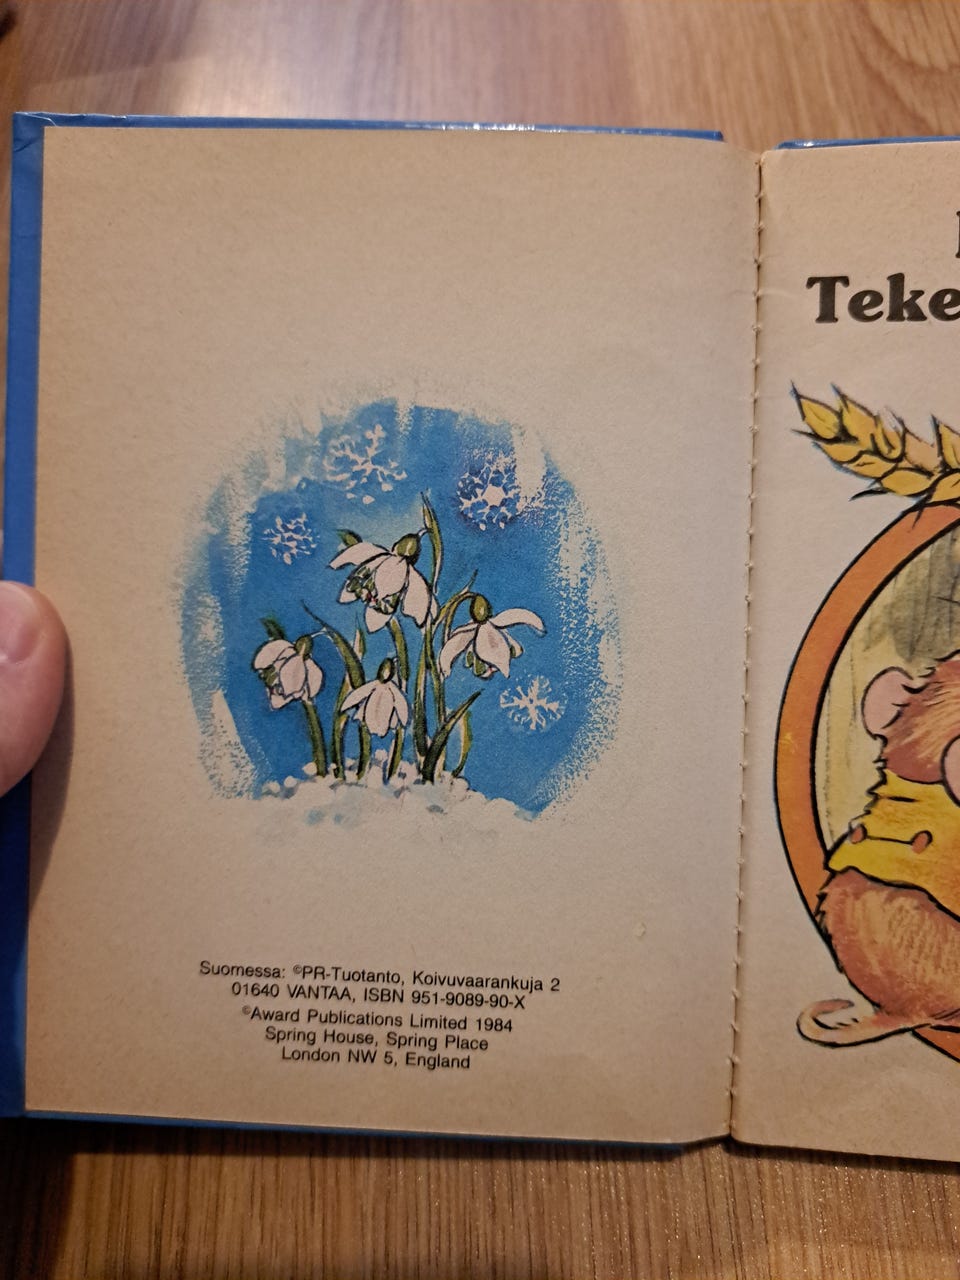 Suomessa: ©PR-Tuotanto, Koivuvaarankuja 2
01640 VANTAA, ISBN 951-9089-90-X
©Award Publications Limited 1984
Spring House, Spring Place
London NW 5, England
Teke